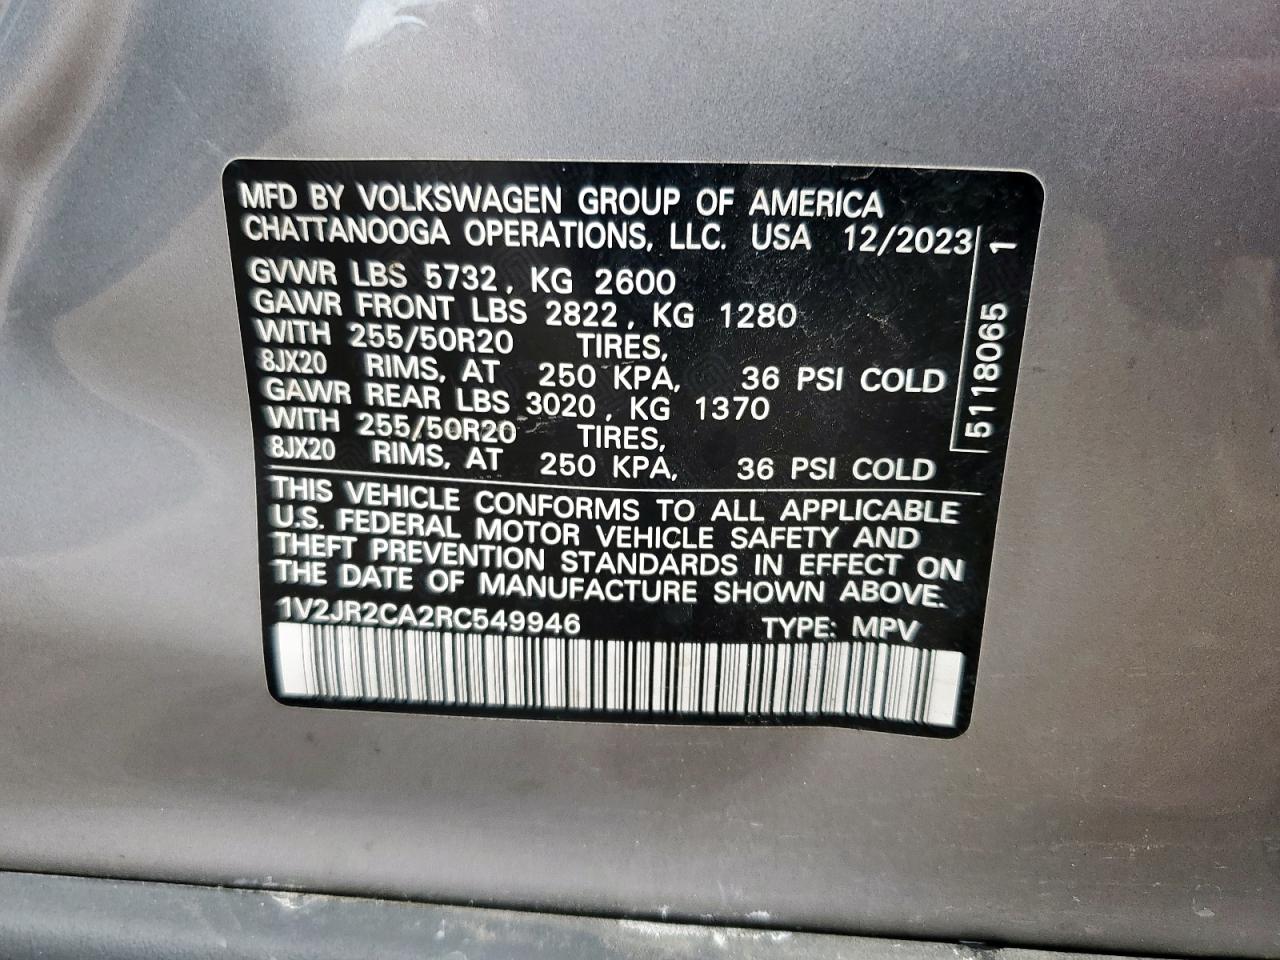 MFD BY VOLKSWAGEN GROUP OF AMERICA
CHATTANOOGA OPERATIONS, LLC. USA 12/2023
GVWR LBS 5732, KG 2600
GAWR FRONT LBS 2822, KG 1280
WITH 255/50R20 TIRES,
8JX20 RIMS, AT 250 KPA, 36 PSI COLD
GAWR REAR LBS 3020, KG 1370
WITH 255/50R20 TIRES,
8JX20 RIMS, AT 250 KPA, 36 PSI COLD
5118065 1
THIS VEHICLE CONFORMS TO ALL APPLICABLE
U.S. FEDERAL MOTOR VEHICLE SAFETY AND
THEFT PREVENTION STANDARDS IN EFFECT ON
THE DATE OF MANUFACTURE SHOWN ABOVE.
1V2JR2CA2RC549946 TYPE: MPV